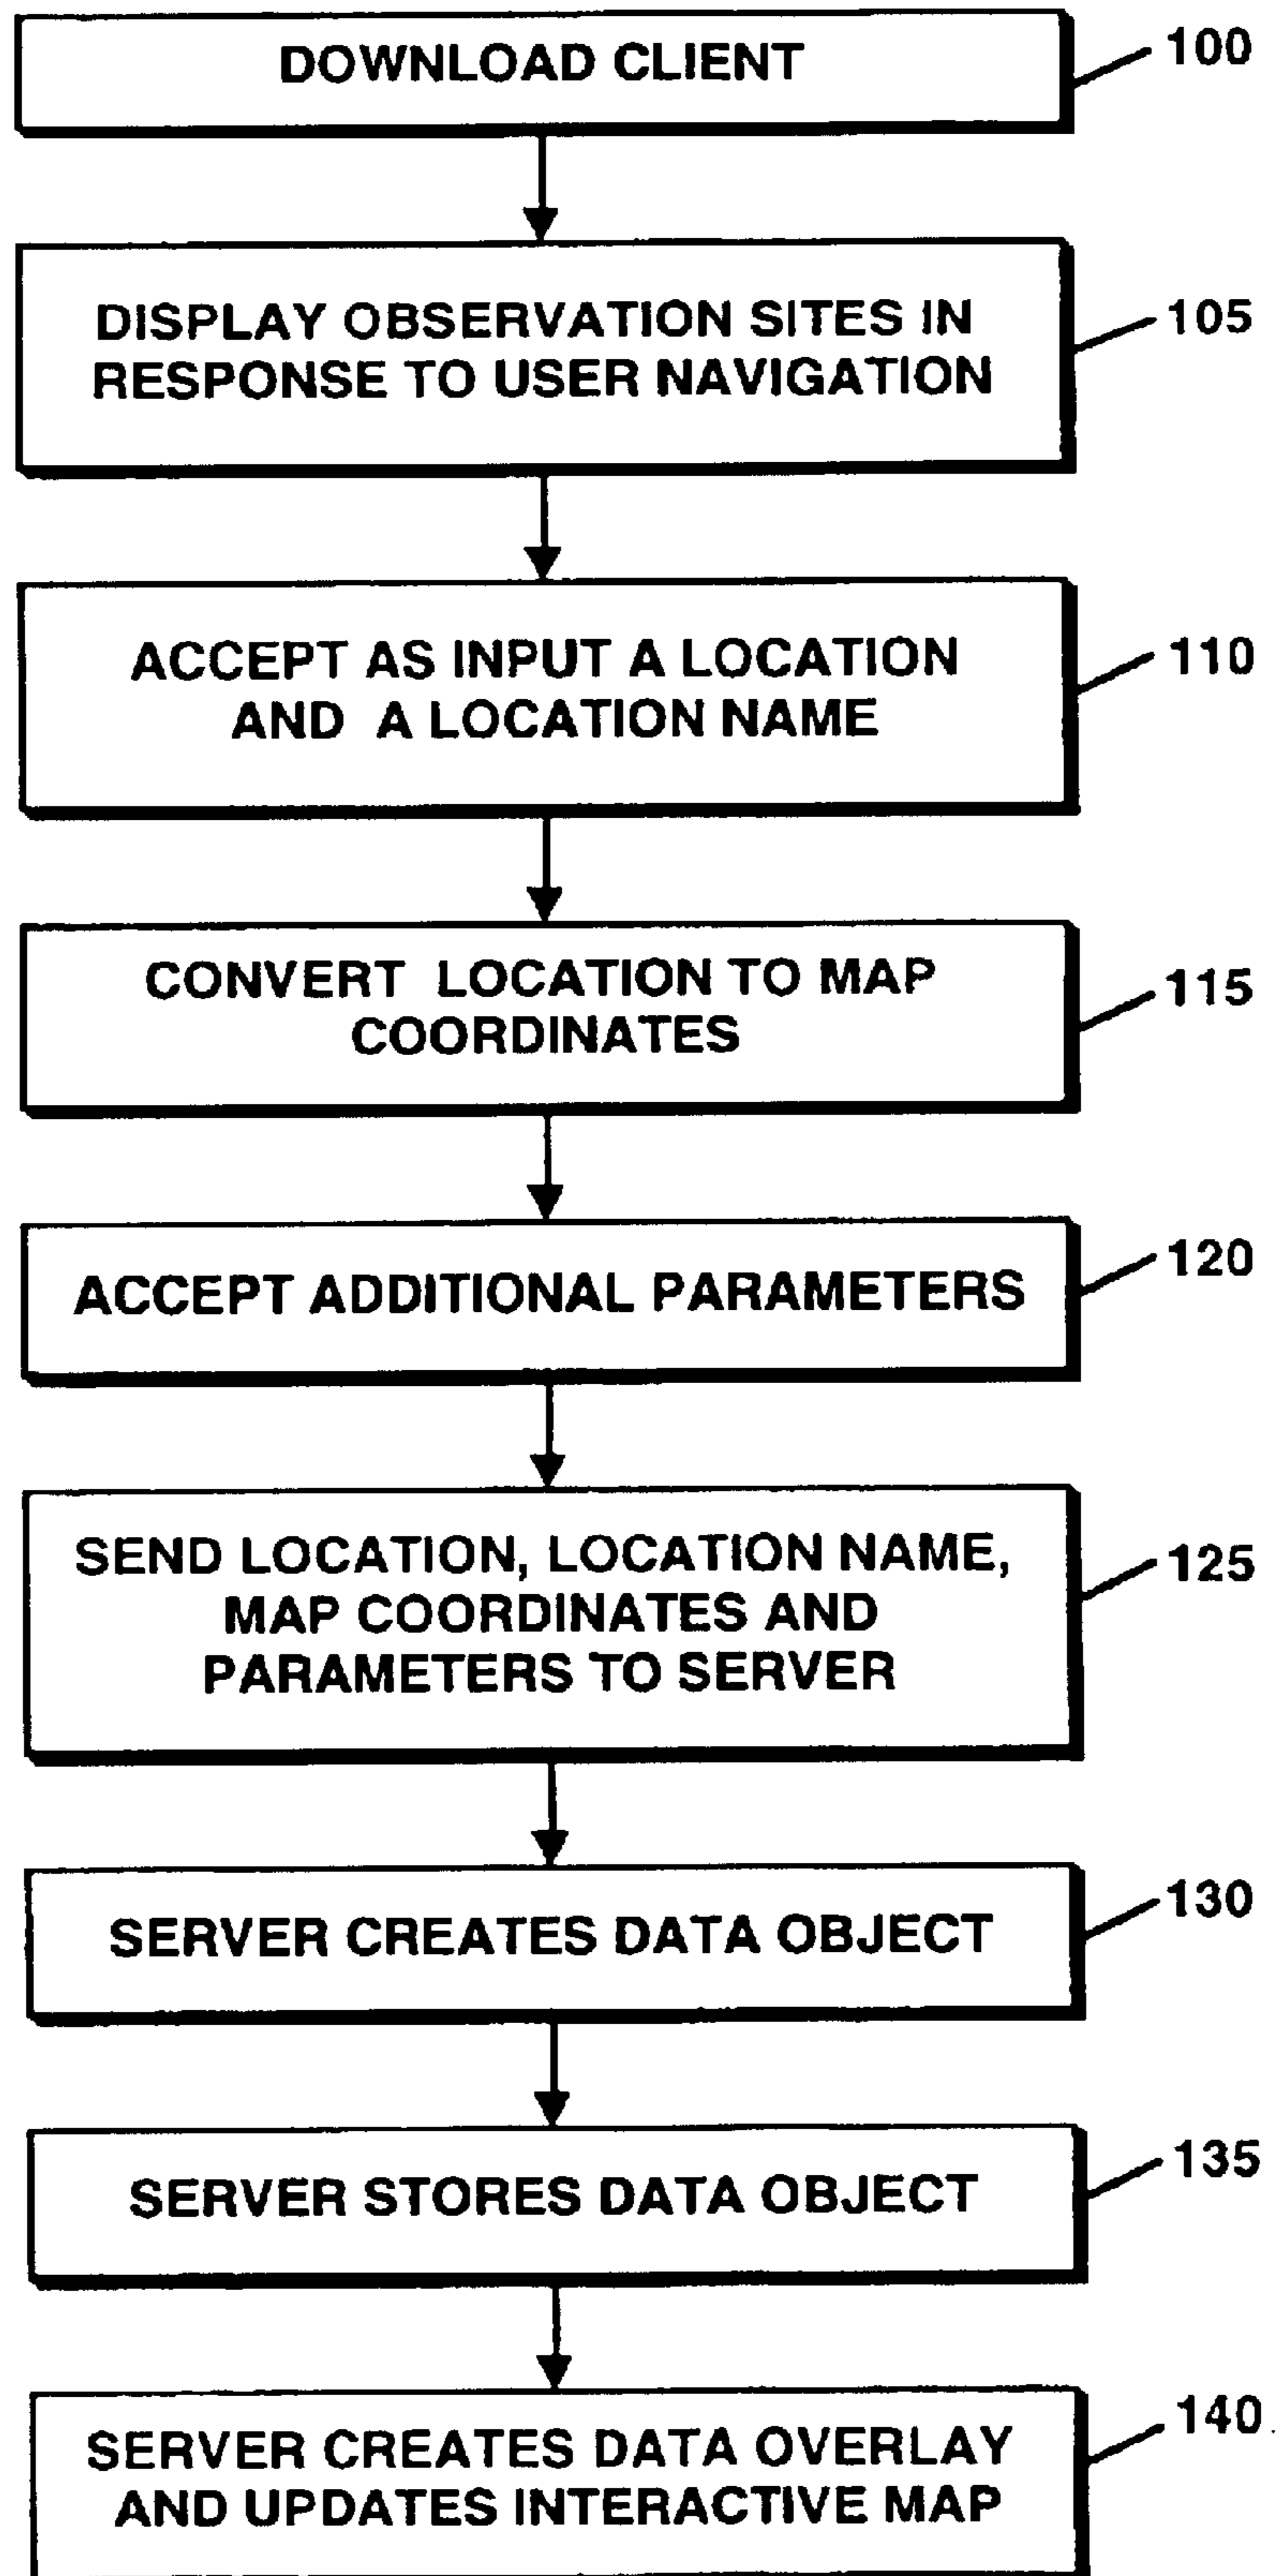 DOWNLOAD CLIENT
100
DISPLAY OBSERVATION SITES IN
RESPONSE TO USER NAVIGATION
105
ACCEPT AS INPUT A LOCATION
AND A LOCATION NAME
110
CONVERT LOCATION TO MAP
COORDINATES
115
ACCEPT ADDITIONAL PARAMETERS
120
SEND LOCATION, LOCATION NAME,
MAP COORDINATES AND
PARAMETERS TO SERVER
125
SERVER CREATES DATA OBJECT
130
SERVER STORES DATA OBJECT
135
SERVER CREATES DATA OVERLAY
AND UPDATES INTERACTIVE MAP
140